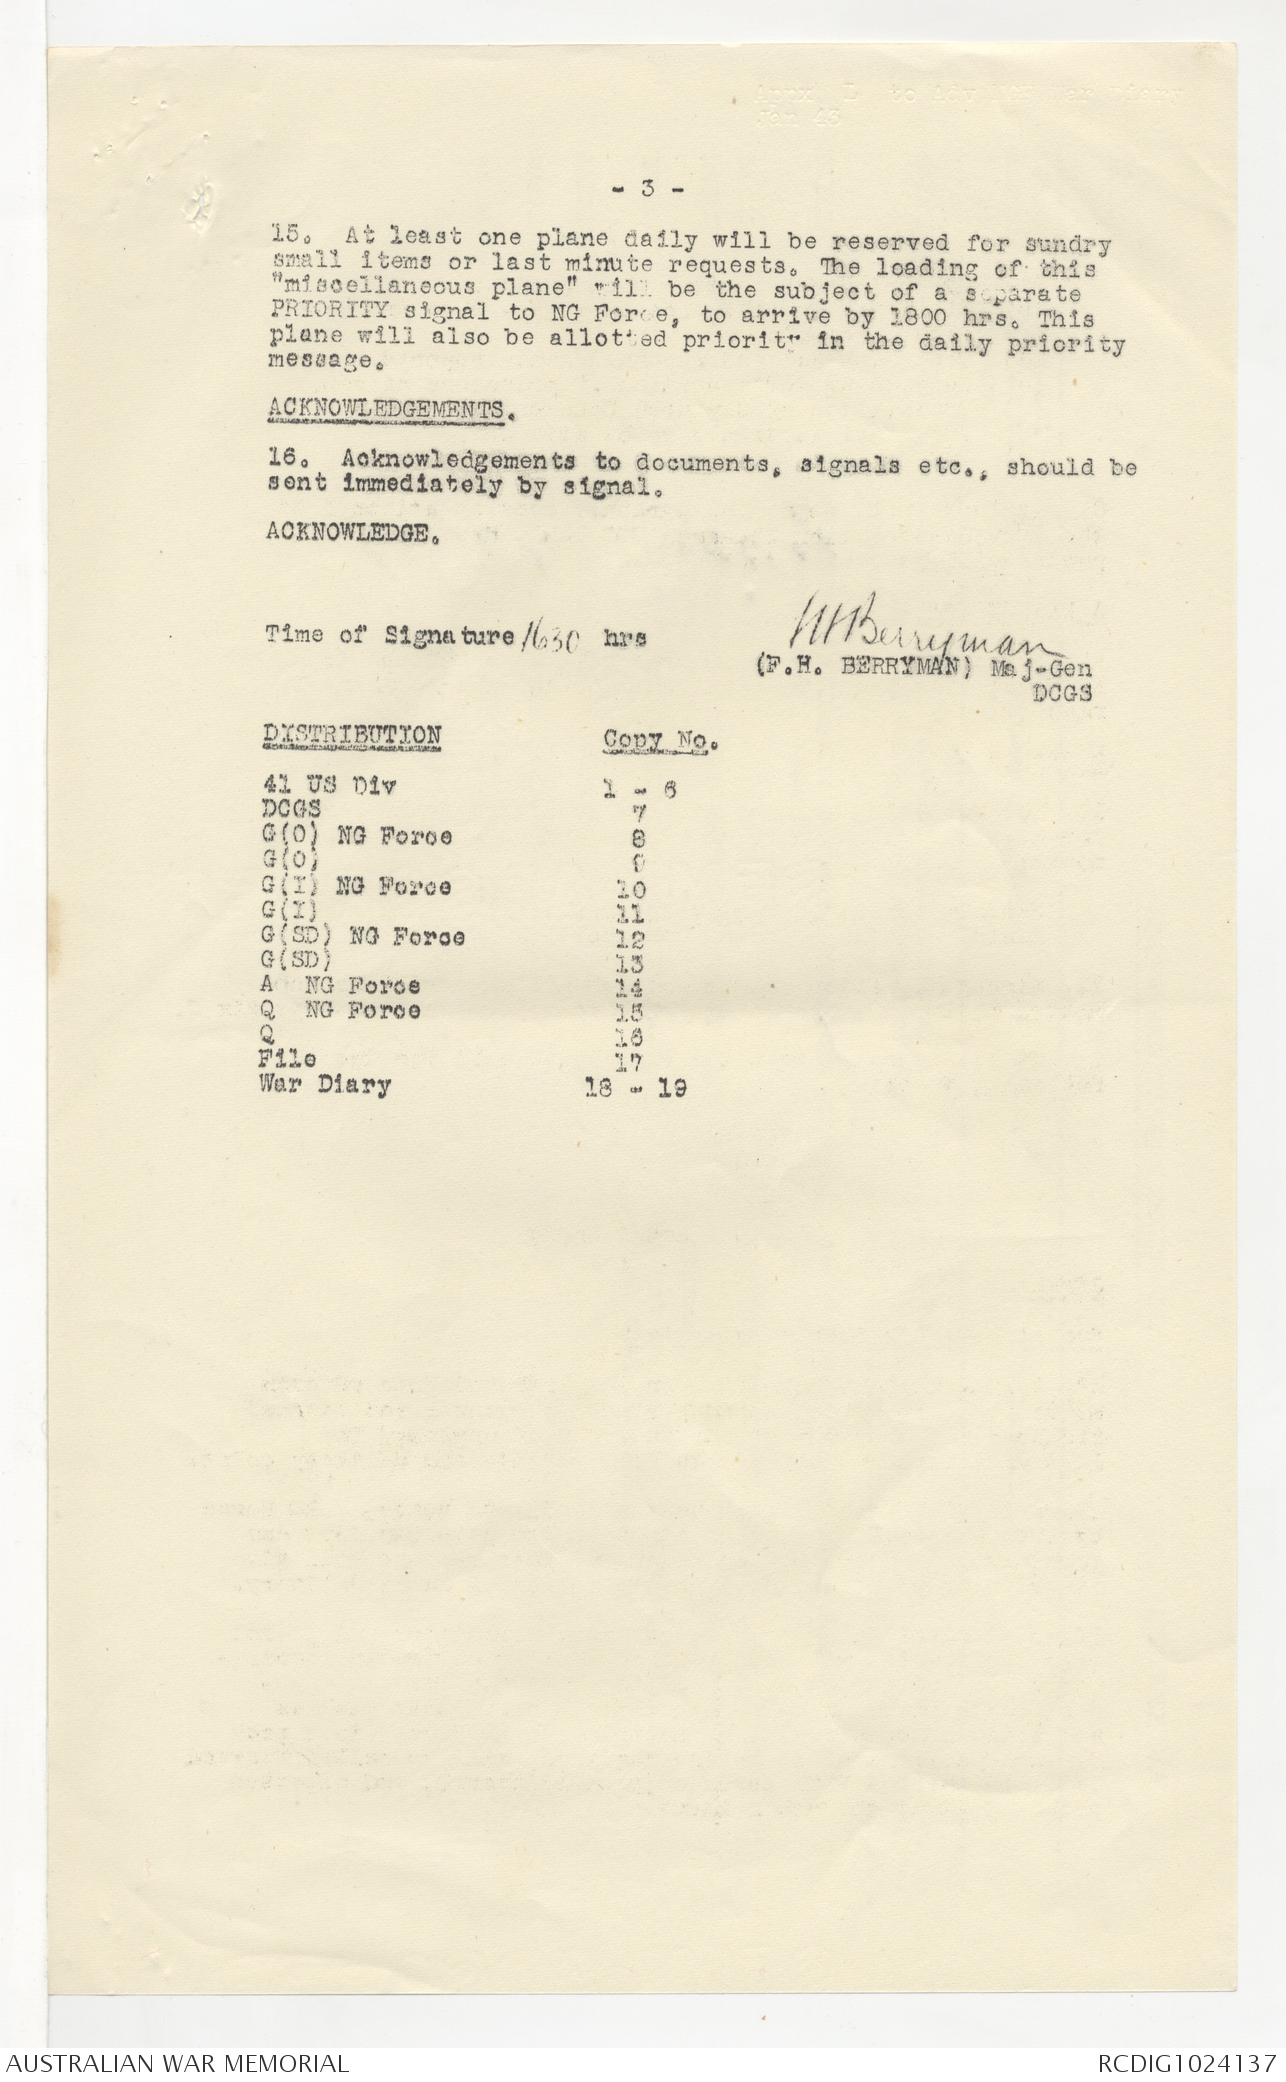 - 3 -
15. At least one plane daily will be reserved for sundry
small items or last minute requests. The loading of this
"miscellaneous plane" will be the subject of a separate
PRIORITY signal to NG Force, to arrive by 1800 hrs. This
plane will also be allotted priority in the daily priority
message.
ACKNOWLEDGEMENTS.
16. Acknowledgements to documents, signals etc., should be
sent immediately by signal.
ACKNOWLEDGE.
Time of Signature 1630 hrs
Berryman
(F.H. BERRYMAN) Maj-Gen
DCGS
DISTRIBUTION Copy No.
41 US Div 1 - 6
DCGS 7
G(O) NG Force 8
G(O) 9
G(I) NG Force 10
G(I) 11
G(SD) NG Force 12
G(SD) 13
A NG Force 14
Q NG Force 15
Q 16
File 17
War Diary 18 - 19
AUSTRALIAN WAR MEMORIAL RCDIG1024137